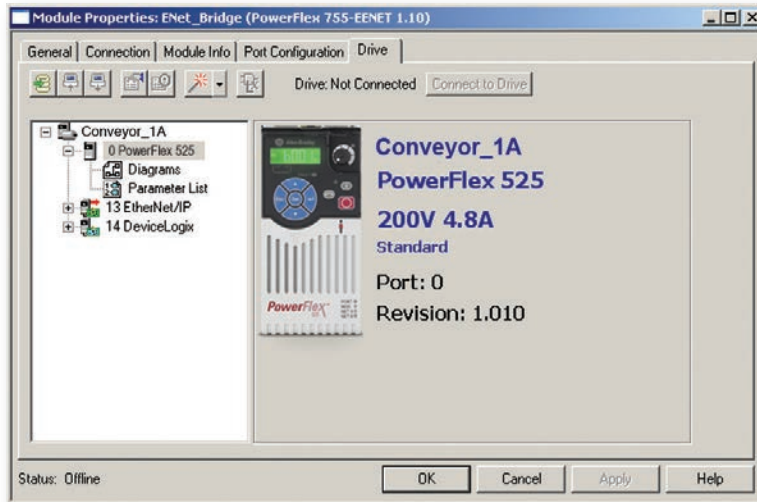 Module Properties: ENet_Bridge (PowerFlex 755-EENET 1.10)
General Connection Module Info Port Configuration Drive
Drive: Not Connected Connect to Drive
Conveyor_1A
0 PowerFlex 525
Diagrams
Parameter List
13 EtherNet/IP
14 DeviceLogix
Conveyor_1A
PowerFlex 525
200V 4.8A
Standard
Port: 0
Revision: 1.010
PowerFlex
Status: Offline
OK Cancel Apply Help